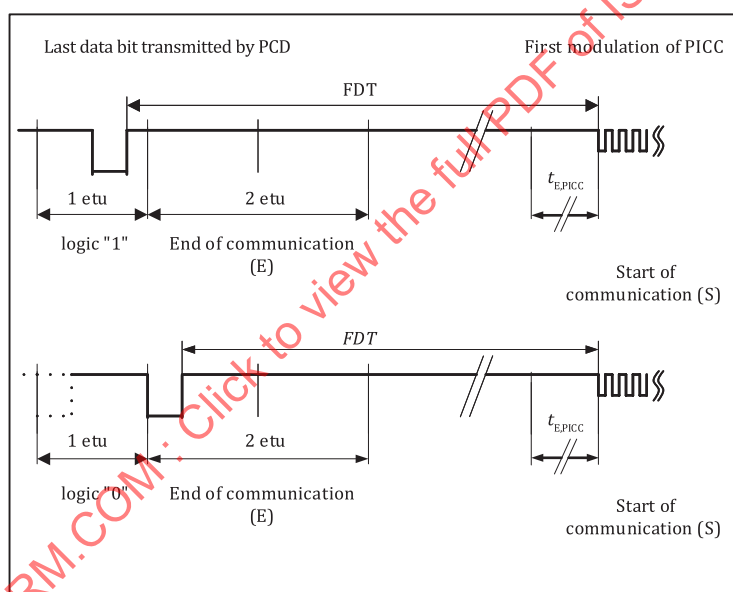 Last data bit transmitted by PCD
First modulation of PICC
FDT
t E,PICC
1 etu
2 etu
logic "1"
End of communication
(E)
Start of
communication (S)
FDT
t E,PICC
1 etu
2 etu
logic "0"
End of communication
(E)
Start of
communication (S)
RM.COM : Click to view the full PDF of IS